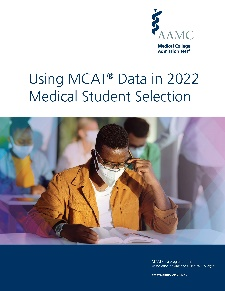 AAMC
Medical College
Admission Test®
Using MCAT® Data in 2022
Medical Student Selection